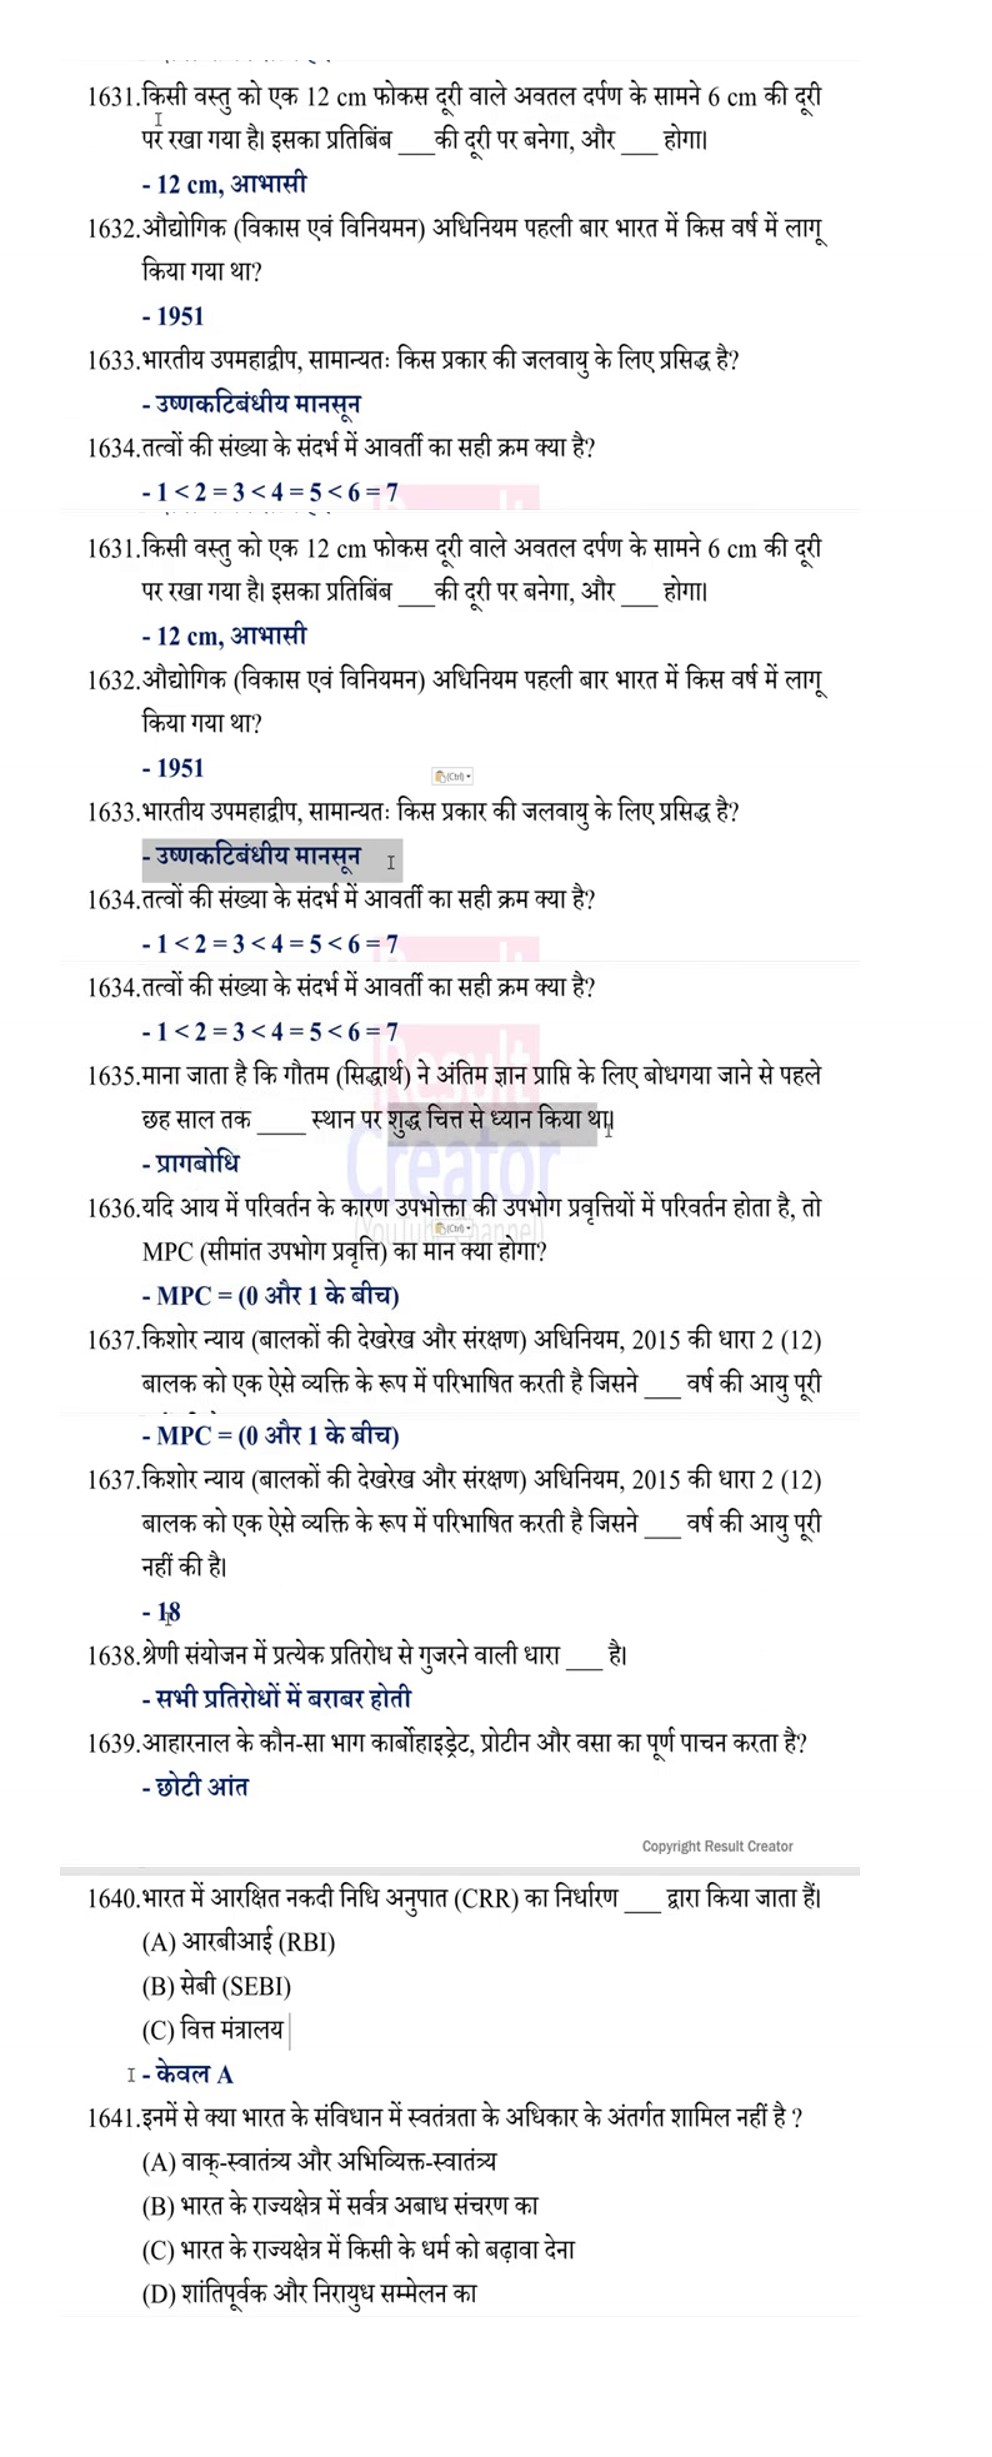 1631.किसी वस्तु को एक 12 cm फोकस दूरी वाले अवतल दर्पण के सामने 6 cm की दूरी
पर रखा गया है। इसका प्रतिबिंब ___की दूरी पर बनेगा, और ___ होगा।
- 12 cm, आभासी
1632.औद्योगिक (विकास एवं विनियमन) अधिनियम पहली बार भारत में किस वर्ष में लागू
किया गया था?
- 1951
1633.भारतीय उपमहाद्वीप, सामान्यतः किस प्रकार की जलवायु के लिए प्रसिद्ध है?
- उष्णकटिबंधीय मानसून
1634.तत्वों की संख्या के संदर्भ में आवर्ती का सही क्रम क्या है?
- 1 < 2 = 3 < 4 = 5 < 6 = 7
1631.किसी वस्तु को एक 12 cm फोकस दूरी वाले अवतल दर्पण के सामने 6 cm की दूरी
पर रखा गया है। इसका प्रतिबिंब ___की दूरी पर बनेगा, और ___ होगा।
- 12 cm, आभासी
1632.औद्योगिक (विकास एवं विनियमन) अधिनियम पहली बार भारत में किस वर्ष में लागू
किया गया था?
- 1951
(Ctrl)
1633.भारतीय उपमहाद्वीप, सामान्यतः किस प्रकार की जलवायु के लिए प्रसिद्ध है?
- उष्णकटिबंधीय मानसून
1634.तत्वों की संख्या के संदर्भ में आवर्ती का सही क्रम क्या है?
- 1 < 2 = 3 < 4 = 5 < 6 = 7
1634.तत्वों की संख्या के संदर्भ में आवर्ती का सही क्रम क्या है?
- 1 < 2 = 3 < 4 = 5 < 6 = 7
Result
1635.माना जाता है कि गौतम (सिद्धार्थ) ने अंतिम ज्ञान प्राप्ति के लिए बोधगया जाने से पहले
छह साल तक ____ स्थान पर शुद्ध चित्त से ध्यान किया था।
- प्रागबोधि
Creator
1636.यदि आय में परिवर्तन के कारण उपभोक्ता की उपभोग प्रवृत्तियों में परिवर्तन होता है, तो
(YouTube Channel)
(Ctrl)
MPC (सीमांत उपभोग प्रवृत्ति) का मान क्या होगा?
- MPC = (0 और 1 के बीच)
1637.किशोर न्याय (बालकों की देखरेख और संरक्षण) अधिनियम, 2015 की धारा 2 (12)
बालक को एक ऐसे व्यक्ति के रूप में परिभाषित करती है जिसने ___ वर्ष की आयु पूरी
- MPC = (0 और 1 के बीच)
1637.किशोर न्याय (बालकों की देखरेख और संरक्षण) अधिनियम, 2015 की धारा 2 (12)
बालक को एक ऐसे व्यक्ति के रूप में परिभाषित करती है जिसने ___ वर्ष की आयु पूरी
नहीं की है।
- 18
1638.श्रेणी संयोजन में प्रत्येक प्रतिरोध से गुजरने वाली धारा ___ है।
- सभी प्रतिरोधों में बराबर होती
1639.आहारनाल के कौन-सा भाग कार्बोहाइड्रेट, प्रोटीन और वसा का पूर्ण पाचन करता है?
- छोटी आंत
Copyright Result Creator
1640.भारत में आरक्षित नकदी निधि अनुपात (CRR) का निर्धारण ___ द्वारा किया जाता हैं।
(A) आरबीआई (RBI)
(B) सेबी (SEBI)
(C) वित्त मंत्रालय
- केवल A
1641.इनमें से क्या भारत के संविधान में स्वतंत्रता के अधिकार के अंतर्गत शामिल नहीं है ?
(A) वाक्-स्वातंत्र्य और अभिव्यिक्त-स्वातंत्र्य
(B) भारत के राज्यक्षेत्र में सर्वत्र अबाध संचरण का
(C) भारत के राज्यक्षेत्र में किसी के धर्म को बढ़ावा देना
(D) शांतिपूर्वक और निरायुध सम्मेलन का